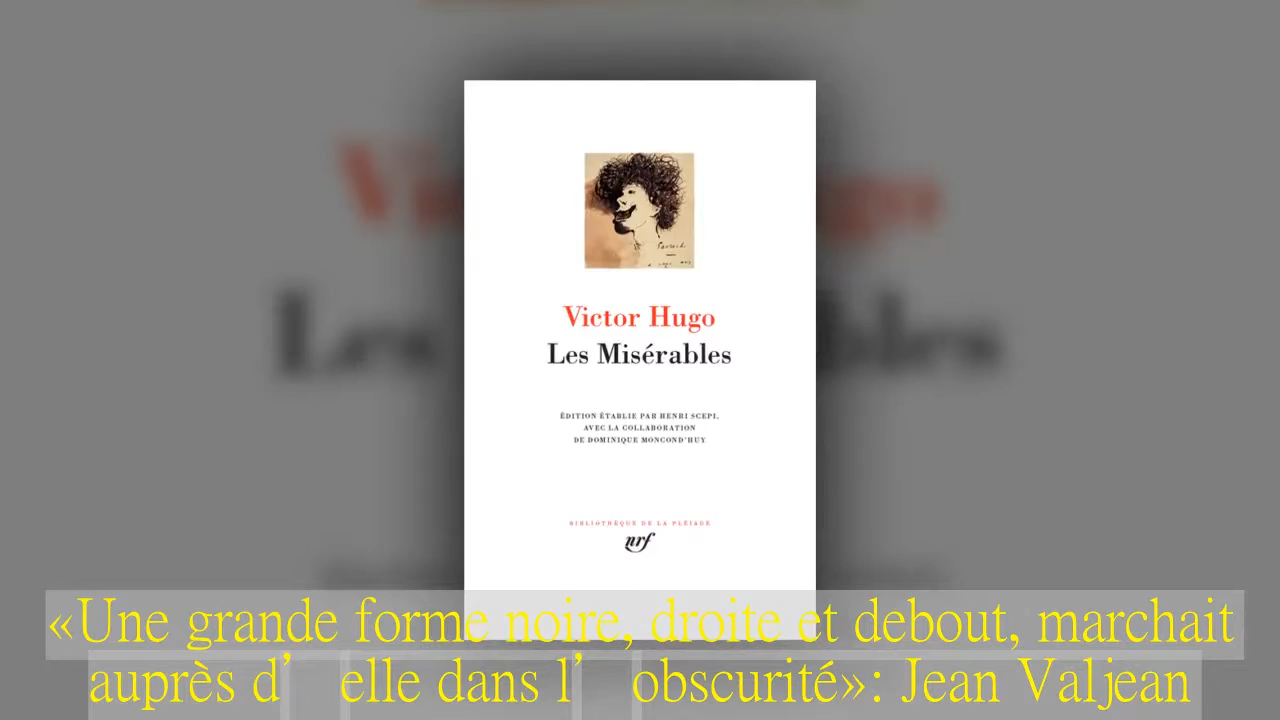 Victor Hugo
Les Misérables
ÉDITION ÉTABLIE PAR HENRI SCEPI,
AVEC LA COLLABORATION
DE DOMINIQUE MONCOND'HUY
BIBLIOTHÈQUE DE LA PLÉIADE
nrf
«Une grande forme noire, droite et debout, marchait
auprès d’ elle dans l’ obscurité»: Jean Valjean